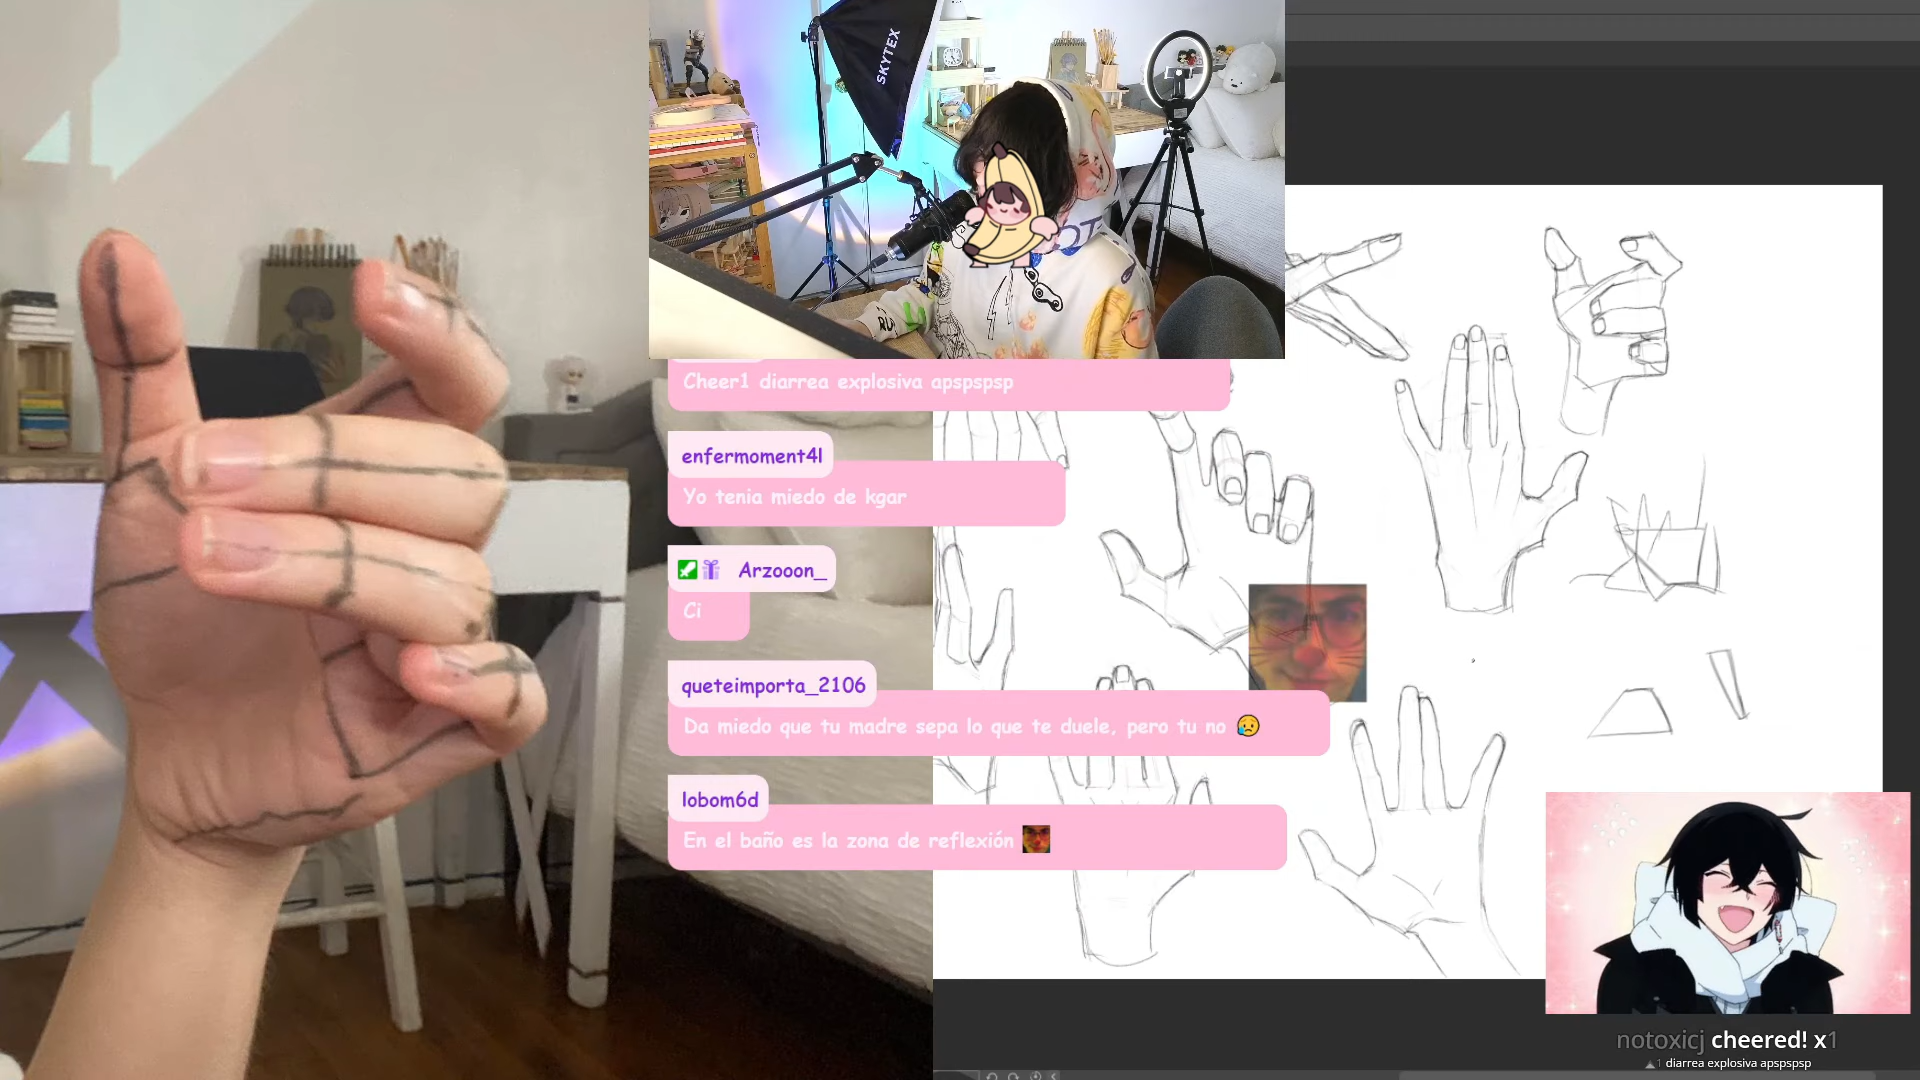 SKYTEX
RU
Cheer1 diarrea explosiva apspspsp
enfermoment4l
Yo tenia miedo de kgar
Arzooon_
Ci
queteimporta_2106
Da miedo que tu madre sepa lo que te duele, pero tu no 😥
lobom6d
En el baño es la zona de reflexión
notoxicj cheered! x1
1 diarrea explosiva apspspsp